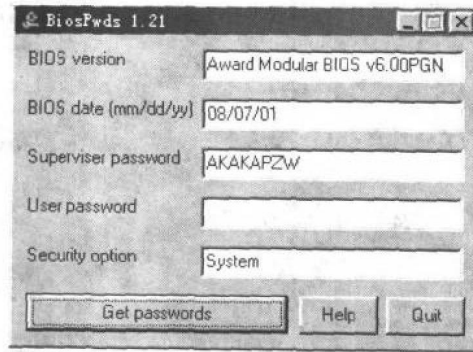 BiosPwds 1.21
BIOS version Award Modular BIOS v6.00PGN
BIOS date (mm/dd/yy) 08/07/01
Superviser password AKAKAPZW
User password
Security option System
Get passwords Help Quit